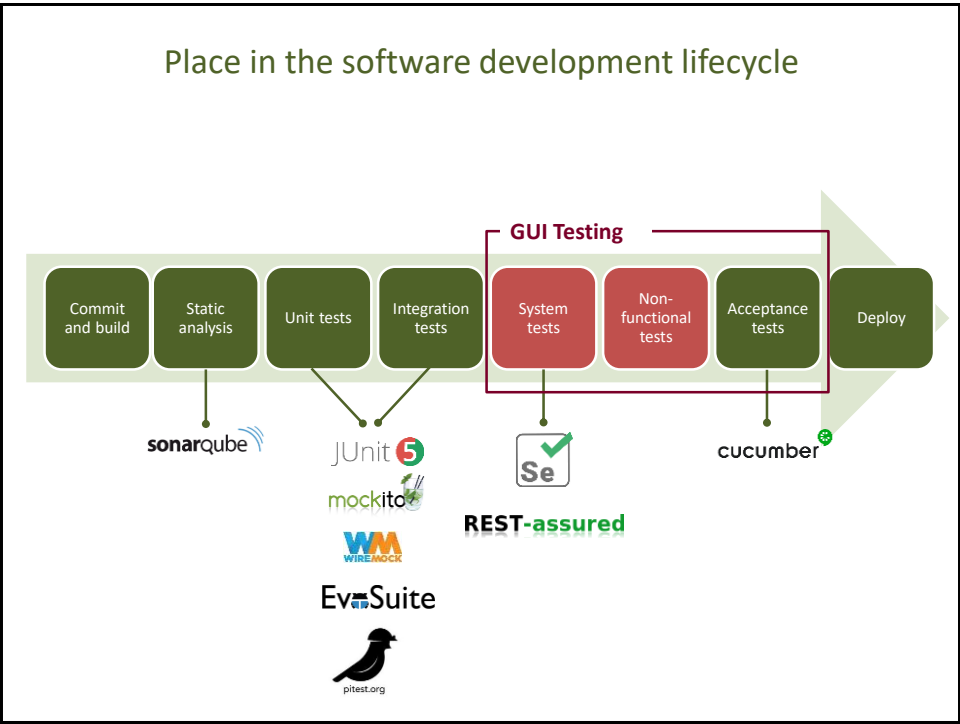 Place in the software development lifecycle
GUI Testing
Commit
and build
Static
analysis
Unit tests
Integration
tests
System
tests
Non-
functional
tests
Acceptance
tests
Deploy
sonarqube
JUnit 5
mockito
WM
WIREMOCK
EvoSuite
pitest.org
Se
REST-assured
cucumber